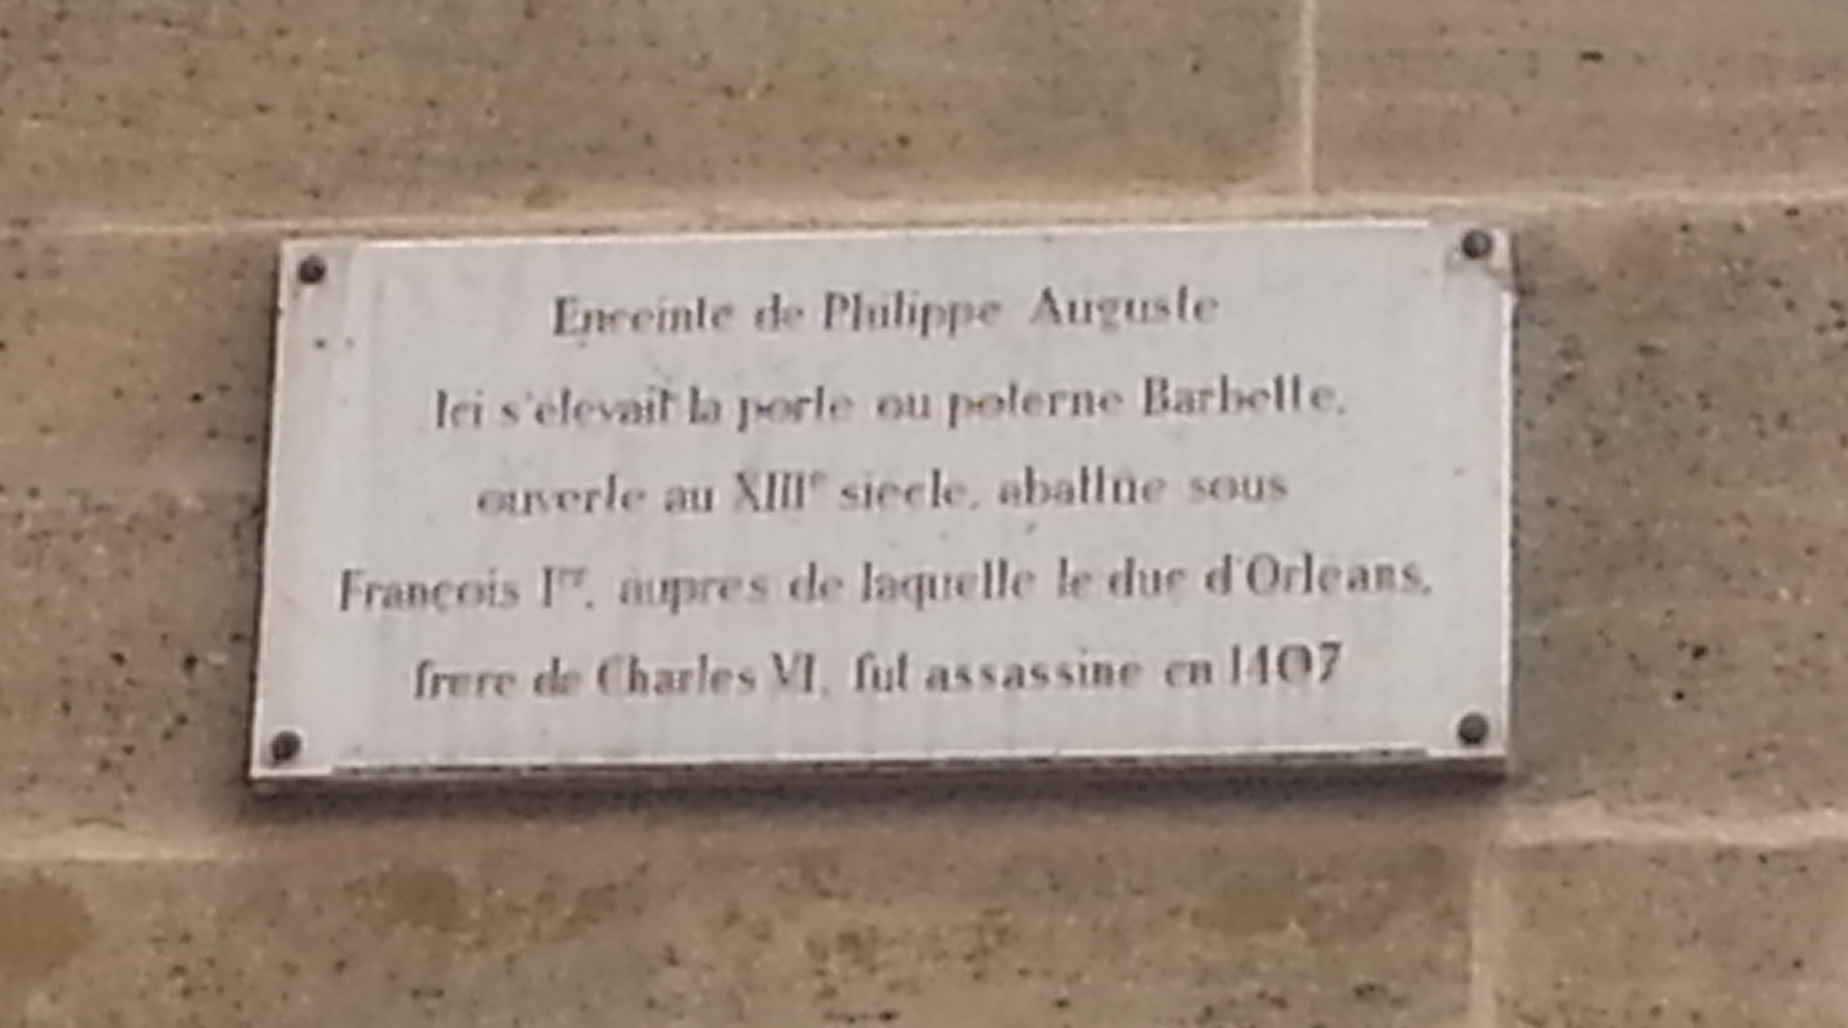 Enceinte de Philippe Auguste
Ici s'élevait la porte ou poterne Barbette,
ouverte au XIIIe siècle, abattue sous
François Ier, auprès de laquelle le duc d'Orléans,
frère de Charles VI, fut assassiné en 1407